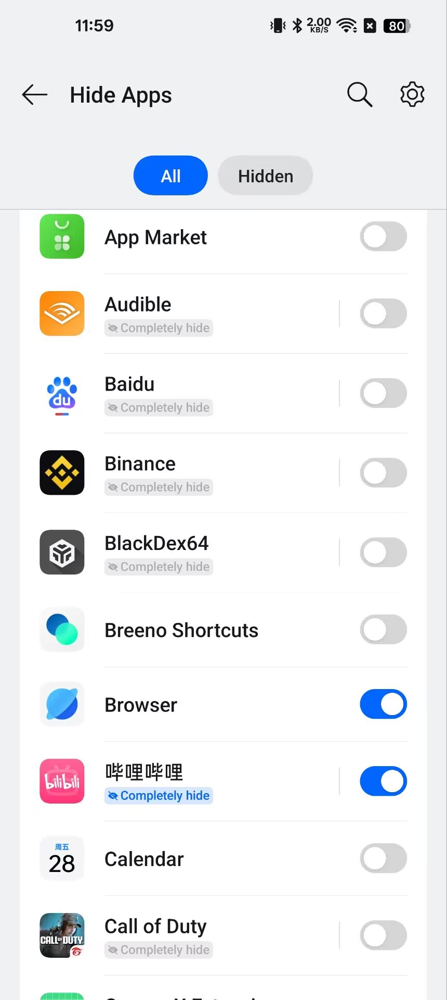 11:59
2.00
KB/S
80
Hide Apps
All
Hidden
App Market
Audible
Completely hide
du
Baidu
Completely hide
Binance
Completely hide
BlackDex64
Completely hide
Breeno Shortcuts
Browser
bilibili
哔哩哔哩
Completely hide
周五
28
Calendar
CALL OF DUTY
Call of Duty
Completely hide